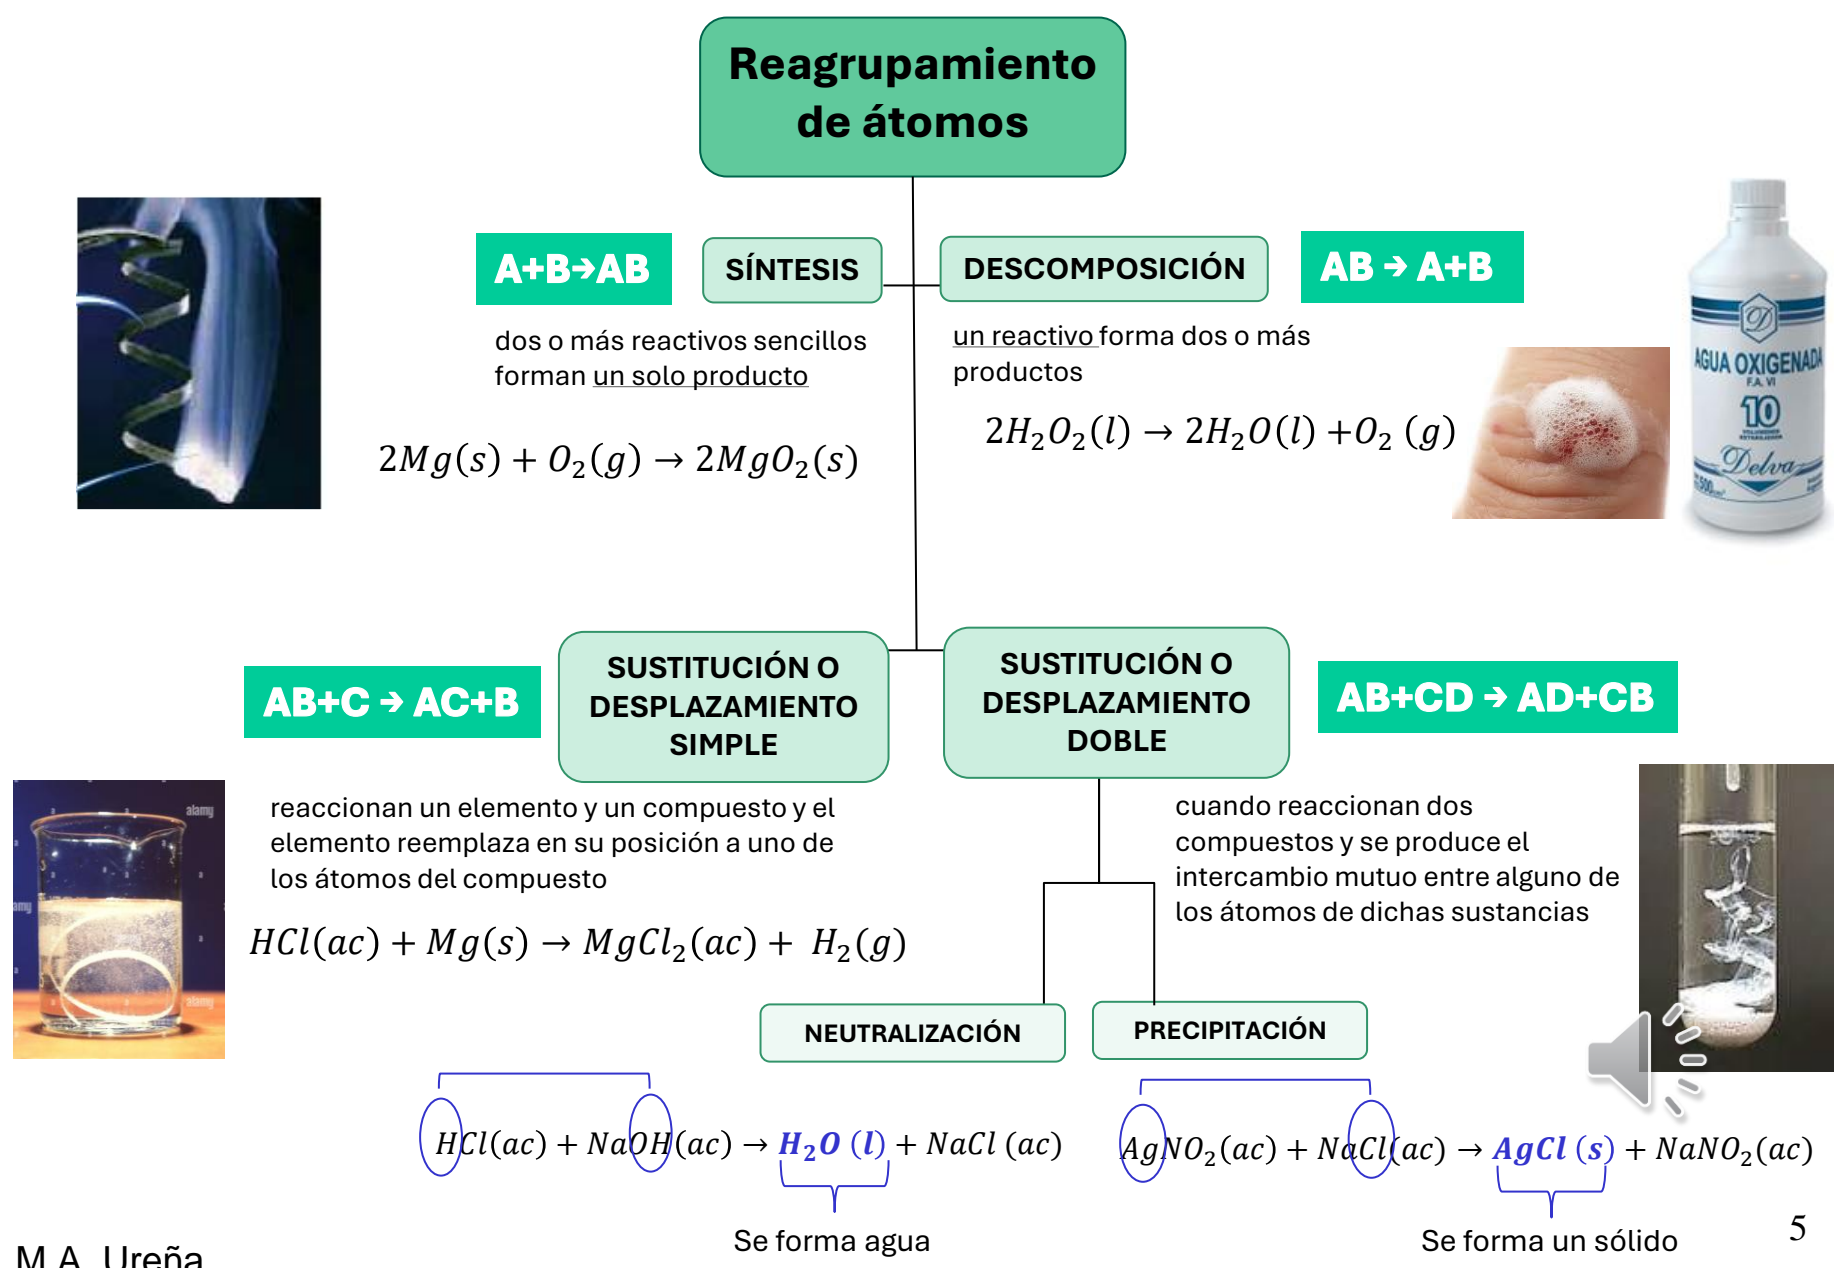 Reagrupamiento
de átomos
A+B→AB
SÍNTESIS
DESCOMPOSICIÓN
AB → A+B
dos o más reactivos sencillos
forman un solo producto
un reactivo forma dos o más
productos
2Mg(s) + O₂(g) → 2MgO₂(s)
2H₂O₂(l) → 2H₂O(l) +O₂ (g)
AGUA OXIGENADA
F.A. VI
10
VOLUMENES
Delva
500
AB+C → AC+B
SUSTITUCIÓN O
DESPLAZAMIENTO
SIMPLE
SUSTITUCIÓN O
DESPLAZAMIENTO
DOBLE
AB+CD → AD+CB
reaccionan un elemento y un compuesto y el
elemento reemplaza en su posición a uno de
los átomos del compuesto
cuando reaccionan dos
compuestos y se produce el
intercambio mutuo entre alguno de
los átomos de dichas sustancias
alamy
alamy
HCl(ac) + Mg(s) → MgCl₂(ac) + H₂(g)
NEUTRALIZACIÓN
PRECIPITACIÓN
HCl(ac) + NaOH(ac) → H₂O (l) + NaCl (ac)
AgNO₂(ac) + NaCl(ac) → AgCl (s) + NaNO₂(ac)
Se forma agua
Se forma un sólido
5
M.A. Ureña